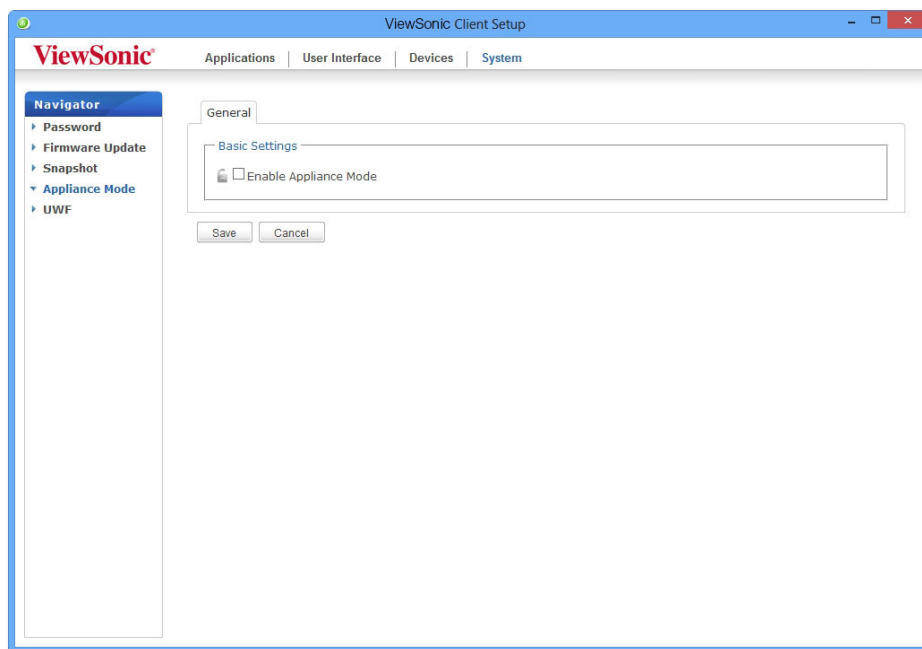 ViewSonic Client Setup
ViewSonic®
Applications | User Interface | Devices | System
Navigator
Password
Firmware Update
Snapshot
Appliance Mode
UWF
General
Basic Settings
Enable Appliance Mode
Save Cancel